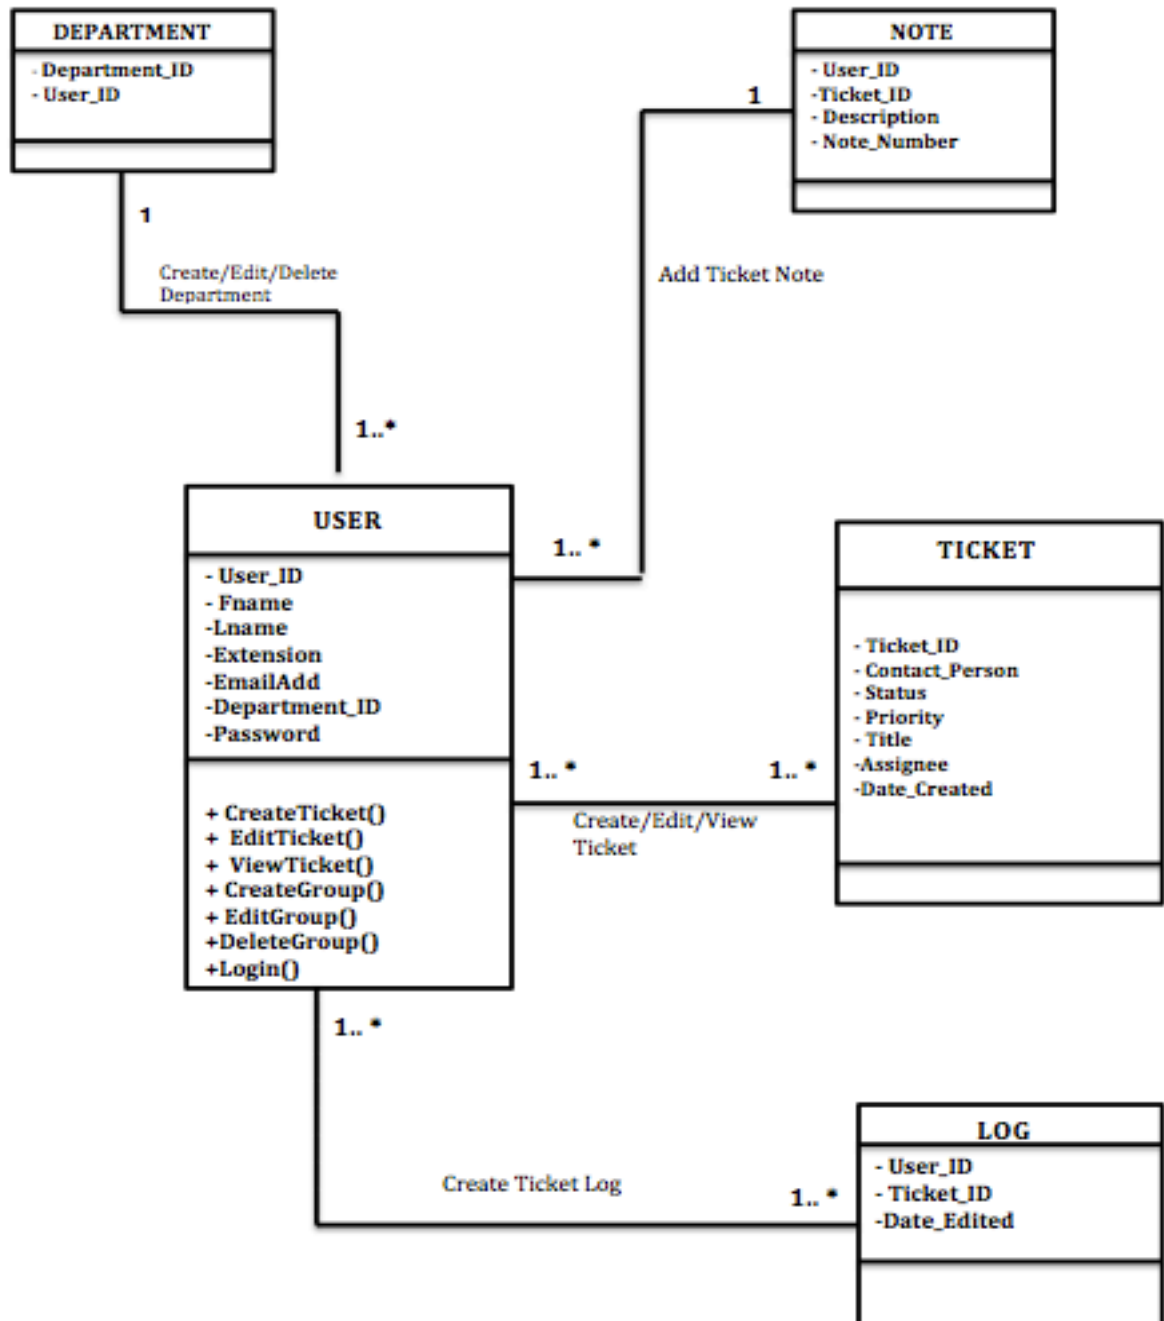 DEPARTMENT
- Department_ID
- User_ID
1
Create/Edit/Delete
Department
1..*
NOTE
- User_ID
-Ticket_ID
- Description
- Note_Number
1
Add Ticket Note
1.. *
USER
- User_ID
- Fname
-Lname
-Extension
-EmailAdd
-Department_ID
-Password
+ CreateTicket()
+ EditTicket()
+ ViewTicket()
+ CreateGroup()
+ EditGroup()
+DeleteGroup()
+Login()
1.. *
1.. *
Create/Edit/View
Ticket
TICKET
- Ticket_ID
- Contact_Person
- Status
- Priority
- Title
-Assignee
-Date_Created
1.. *
Create Ticket Log
1.. *
LOG
- User_ID
- Ticket_ID
-Date_Edited